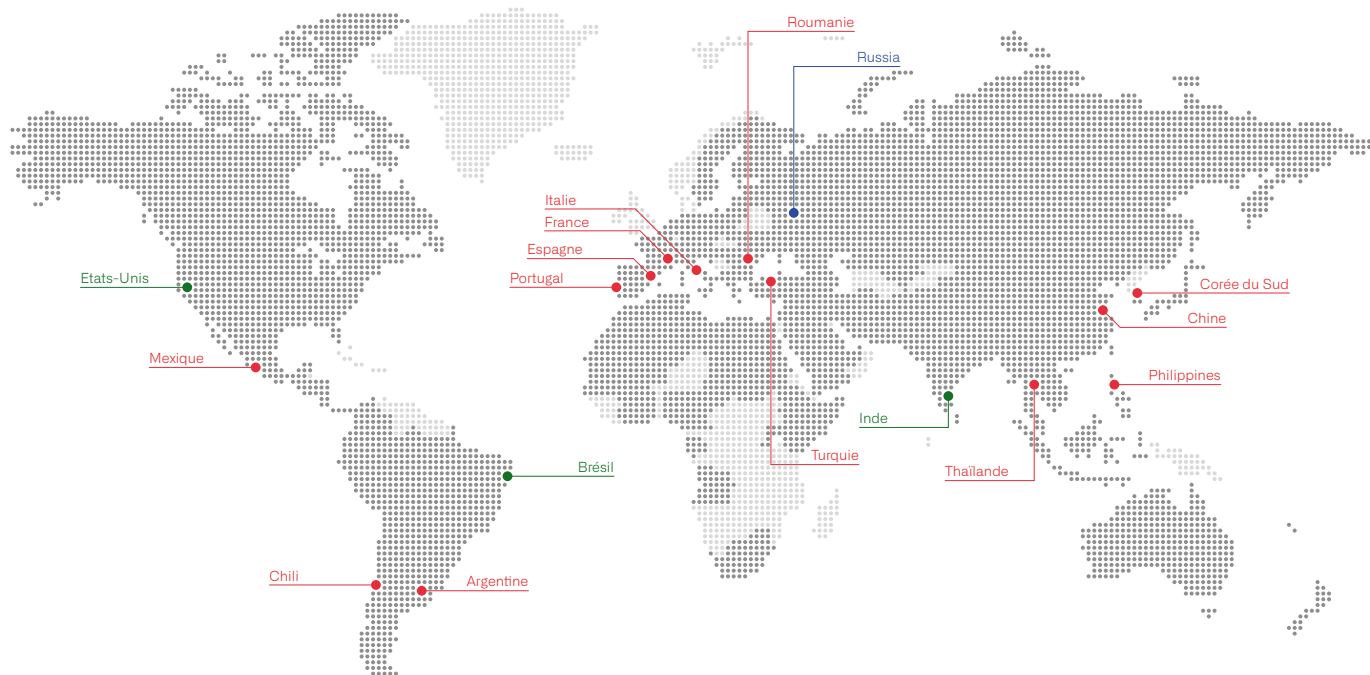 Roumanie
Russia
Italie
France
Espagne
Portugal
Etats-Unis
Corée du Sud
Chine
Mexique
Philippines
Inde
Turquie
Brésil
Thaïlande
Chili
Argentine